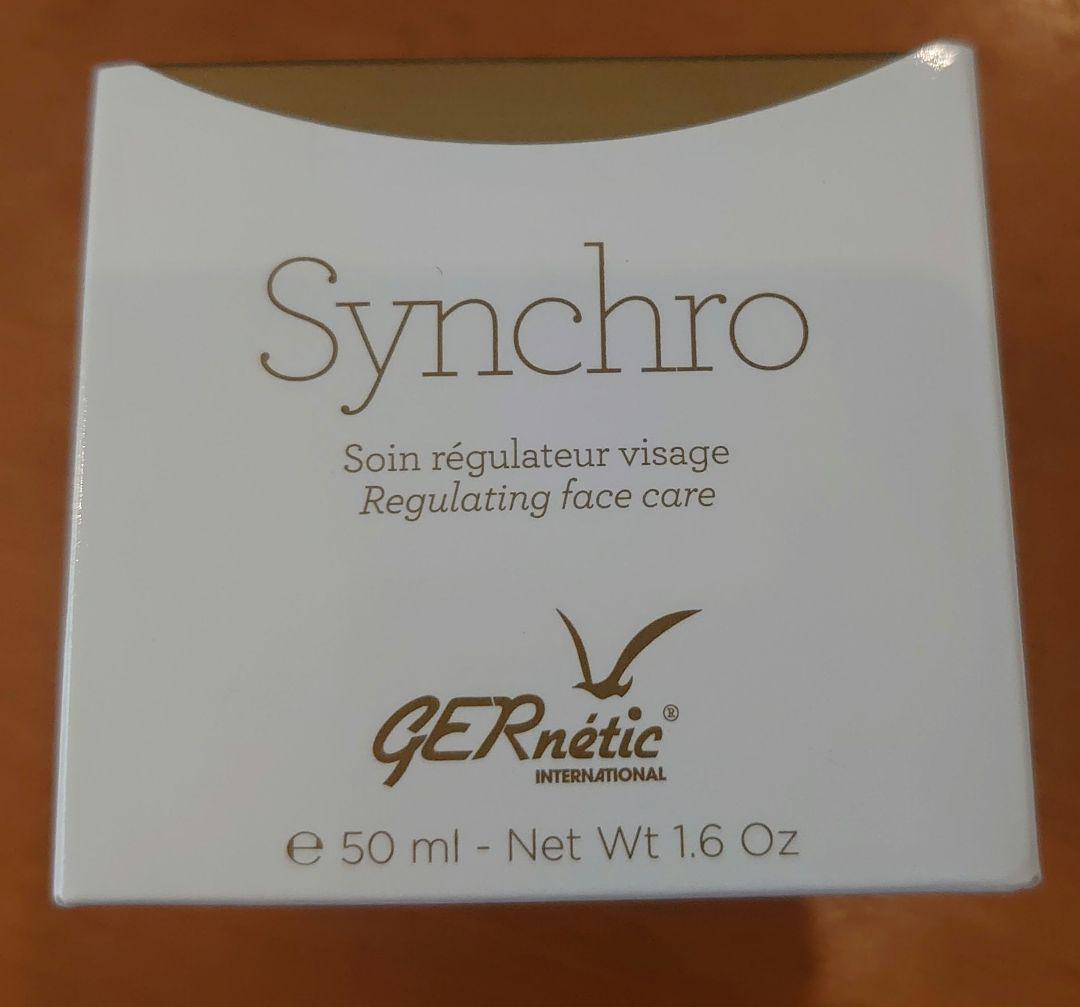 Synchro
Soin régulateur visage
Regulating face care
GERnétic®
INTERNATIONAL
℮ 50 ml - Net Wt 1.6 Oz